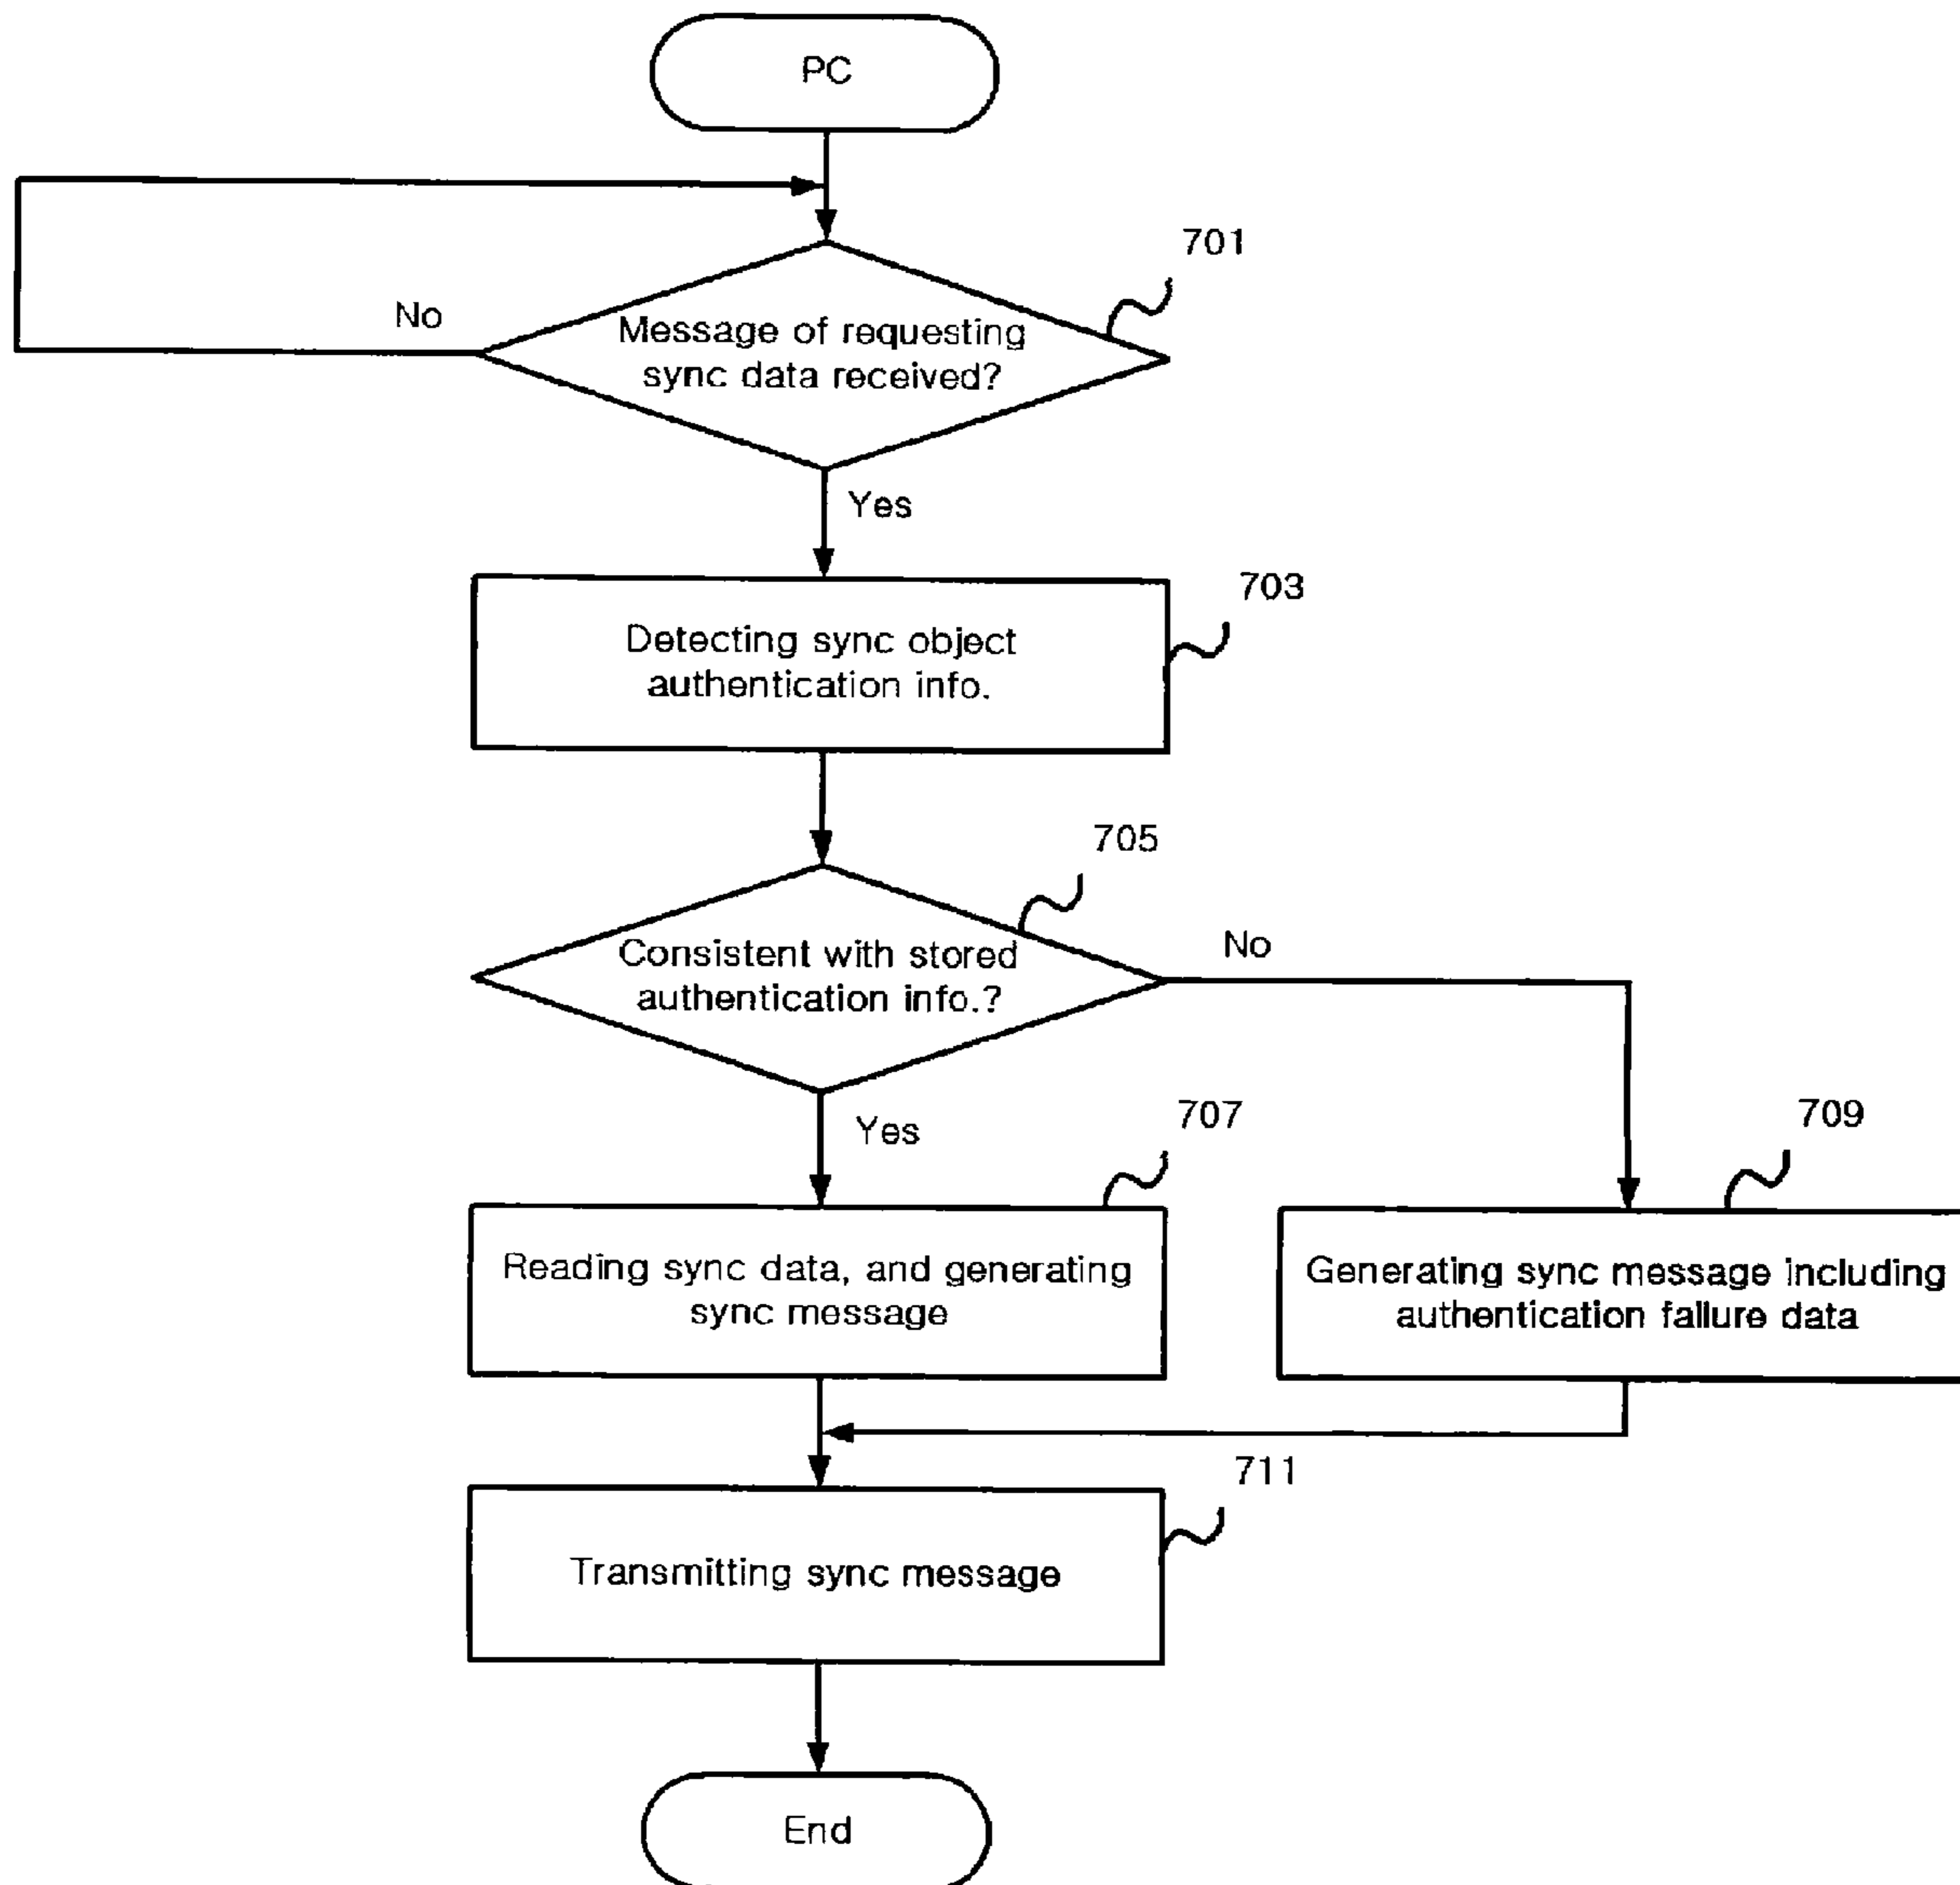 PC
701
No
Message of requesting
sync data received?
Yes
703
Detecting sync object
authentication info.
705
Consistent with stored
authentication info.?
No
Yes
707
709
Reading sync data, and generating
sync message
Generating sync message including
authentication failure data
711
Transmitting sync message
End